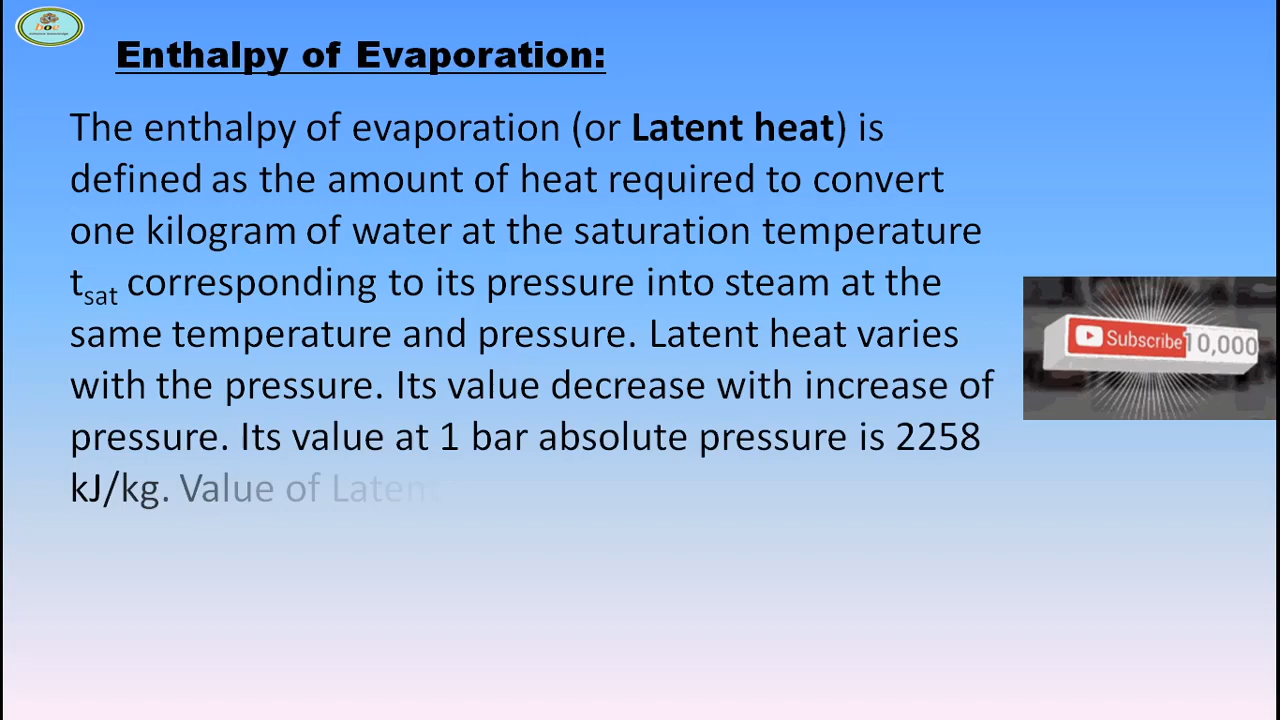 Enthalpy of Evaporation:
The enthalpy of evaporation (or Latent heat) is
defined as the amount of heat required to convert
one kilogram of water at the saturation temperature
tsat corresponding to its pressure into steam at the
same temperature and pressure. Latent heat varies
with the pressure. Its value decrease with increase of
pressure. Its value at 1 bar absolute pressure is 2258
kJ/kg. Value of Latent
Subscribe 10,000